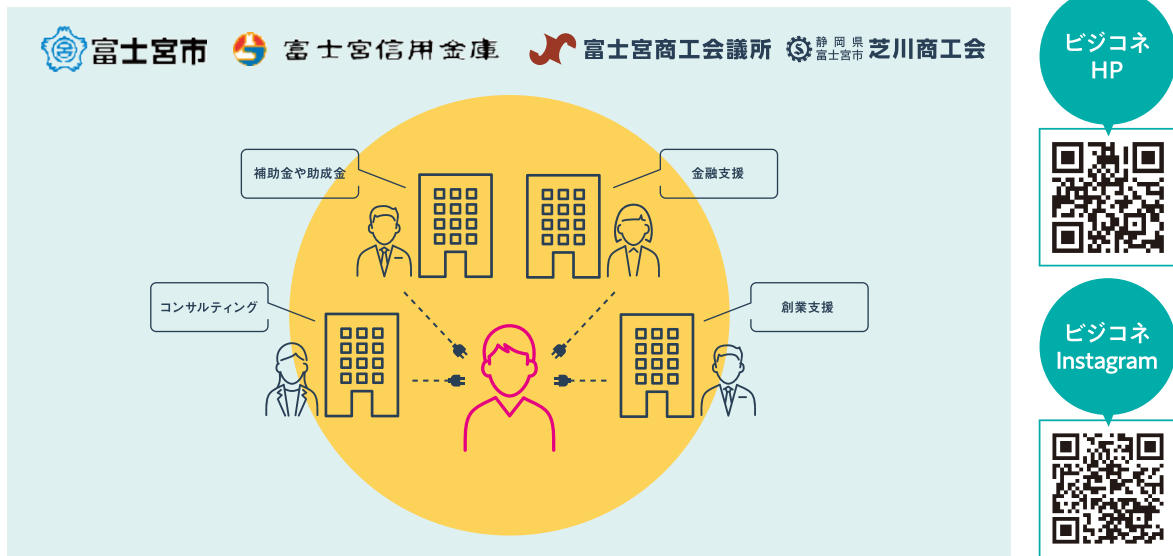 富士宮市
富士宮信用金庫
富士宮商工会議所
静岡県
富士宮市
芝川商工会
補助金や助成金
金融支援
コンサルティング
創業支援
ビジコネ
HP
ビジコネ
Instagram